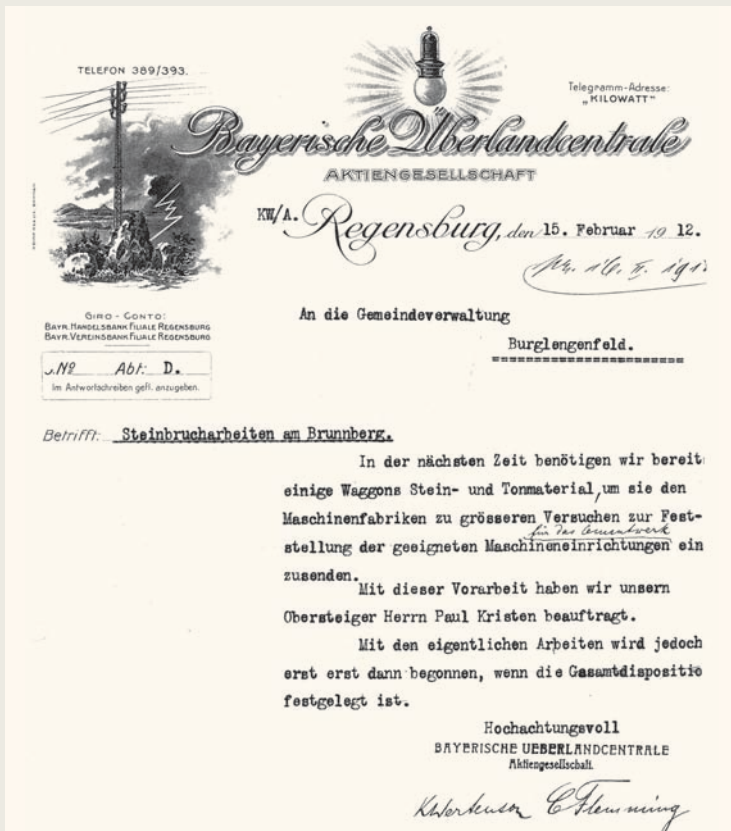 TELEFON 389/393.
Telegramm-Adresse:
„KILOWATT"
Bayerische Überlandcentrale
AKTIENGESELLSCHAFT
KW/A.
Regensburg, den 15. Februar 1912.
GIRO-CONTO:
BAYR. HANDELSBANK FILIALE REGENSBURG
BAYR. VEREINSBANK FILIALE REGENSBURG
An die Gemeindeverwaltung
Burglengenfeld.
No Abt: D.
Im Antwortschreiben gefl. anzugeben.
Betrifft: Steinbrucharbeiten am Brunnberg.
In der nächsten Zeit benötigen wir bereit
einige Waggons Stein- und Tonmaterial, um sie den
Maschinenfabriken zu grösseren Versuchen zur Fest-
für das Cementwerk
stellung der geeigneten Maschineneinrichtungen ein
zusenden.
Mit dieser Vorarbeit haben wir unsern
Obersteiger Herrn Paul Kristen beauftragt.
Mit den eigentlichen Arbeiten wird jedoch
erst erst dann begonnen, wenn die Gesamtdispositio
festgelegt ist.
Hochachtungsvoll
BAYERISCHE UEBERLANDCENTRALE
Aktiengesellschaft.
C Flemming